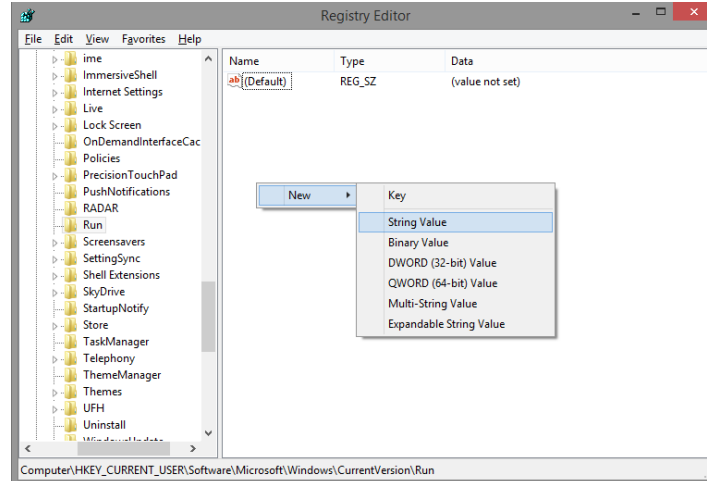 Registry Editor
File Edit View Favorites Help
ime
ImmersiveShell
Internet Settings
Live
Lock Screen
OnDemandInterfaceCac
Policies
PrecisionTouchPad
PushNotifications
RADAR
Run
Screensavers
SettingSync
Shell Extensions
SkyDrive
StartupNotify
Store
TaskManager
Telephony
ThemeManager
Themes
UFH
Uninstall
WindowsUpdate
Name Type Data
ab (Default) REG_SZ (value not set)
New
Key
String Value
Binary Value
DWORD (32-bit) Value
QWORD (64-bit) Value
Multi-String Value
Expandable String Value
Computer\HKEY_CURRENT_USER\Software\Microsoft\Windows\CurrentVersion\Run